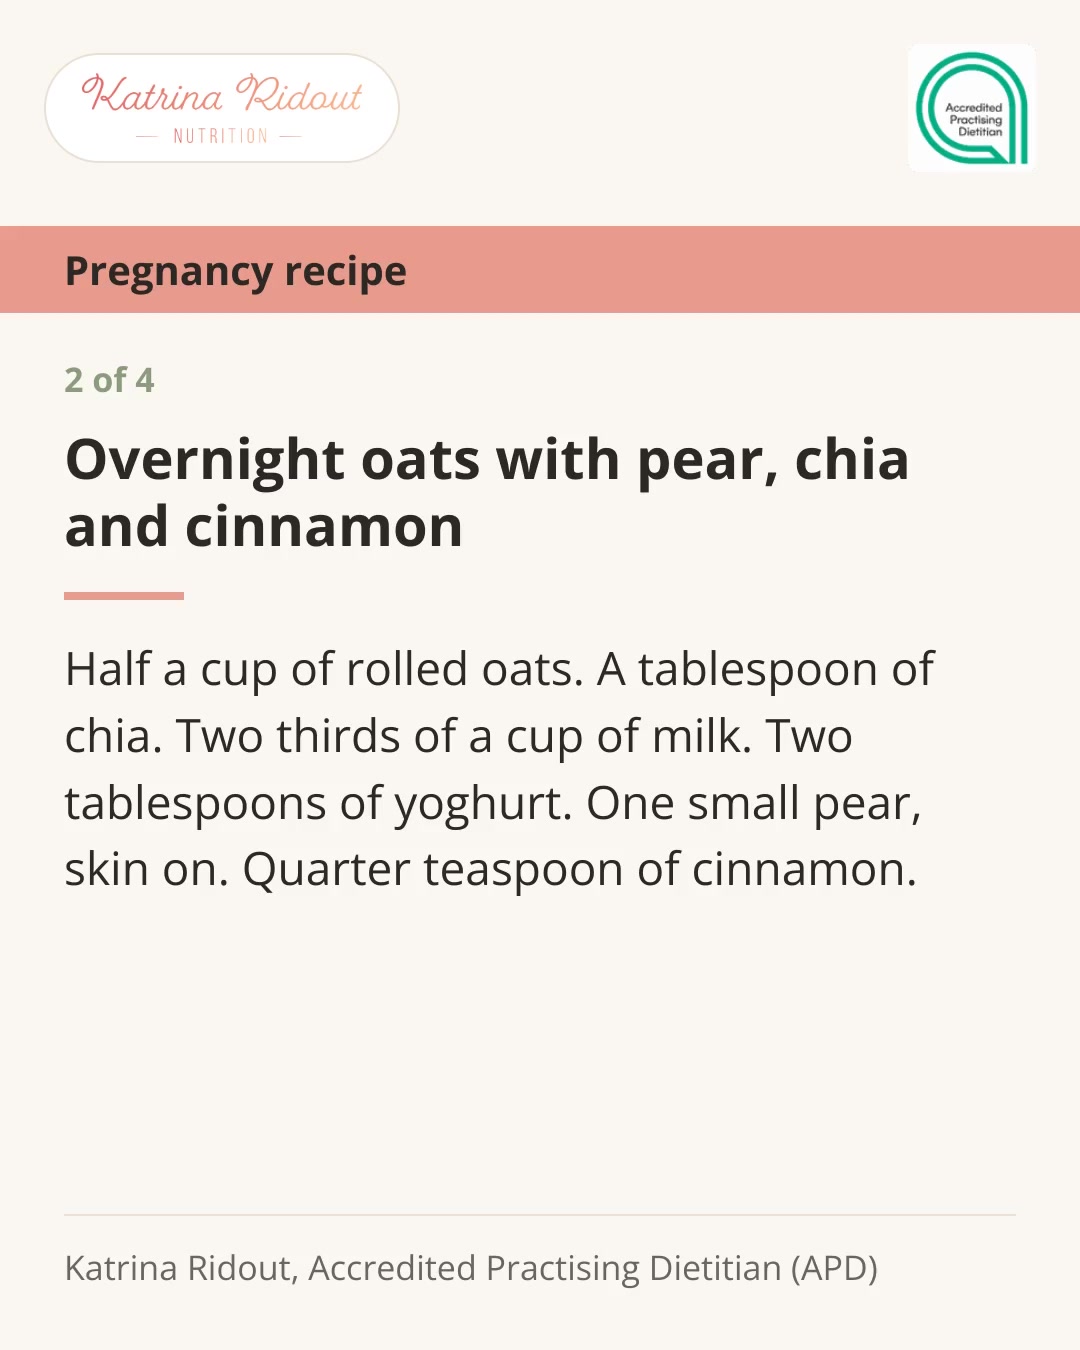 Katrina Ridout
NUTRITION
Accredited
Practising
Dietitian
Pregnancy recipe
2 of 4
Overnight oats with pear, chia
and cinnamon
Half a cup of rolled oats. A tablespoon of
chia. Two thirds of a cup of milk. Two
tablespoons of yoghurt. One small pear,
skin on. Quarter teaspoon of cinnamon.
Katrina Ridout, Accredited Practising Dietitian (APD)